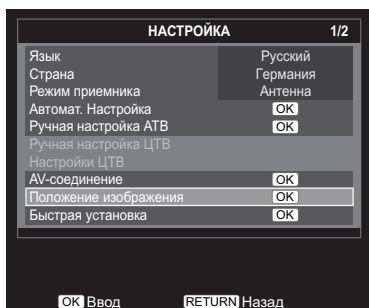 НАСТРОЙКА 1/2
Язык Русский
Страна Германия
Режим приемника Антенна
Автомат. Настройка OK
Ручная настройка АТВ OK
Ручная настройка ЦТВ
Настройки ЦТВ
AV-соединение OK
Положение изображения OK
Быстрая установка OK
OK Ввод RETURN Назад